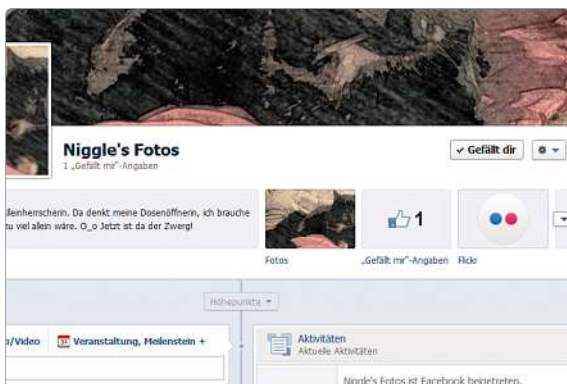 Niggle's Fotos
1 „Gefällt mir"-Angaben
✓ Gefällt dir
lleinherrscherin. Da denkt meine Dosenöffnerin, ich brauche
zu viel allein wäre. O_o Jetzt ist da der Zwerg!
1
Fotos
„Gefällt mir"-Angaben
Flickr
Höhepunkte
o/Video
31
Veranstaltung, Meilenstein +
Aktivitäten
Aktuelle Aktivitäten
Niggle's Fotos ist Facebook beigetreten.